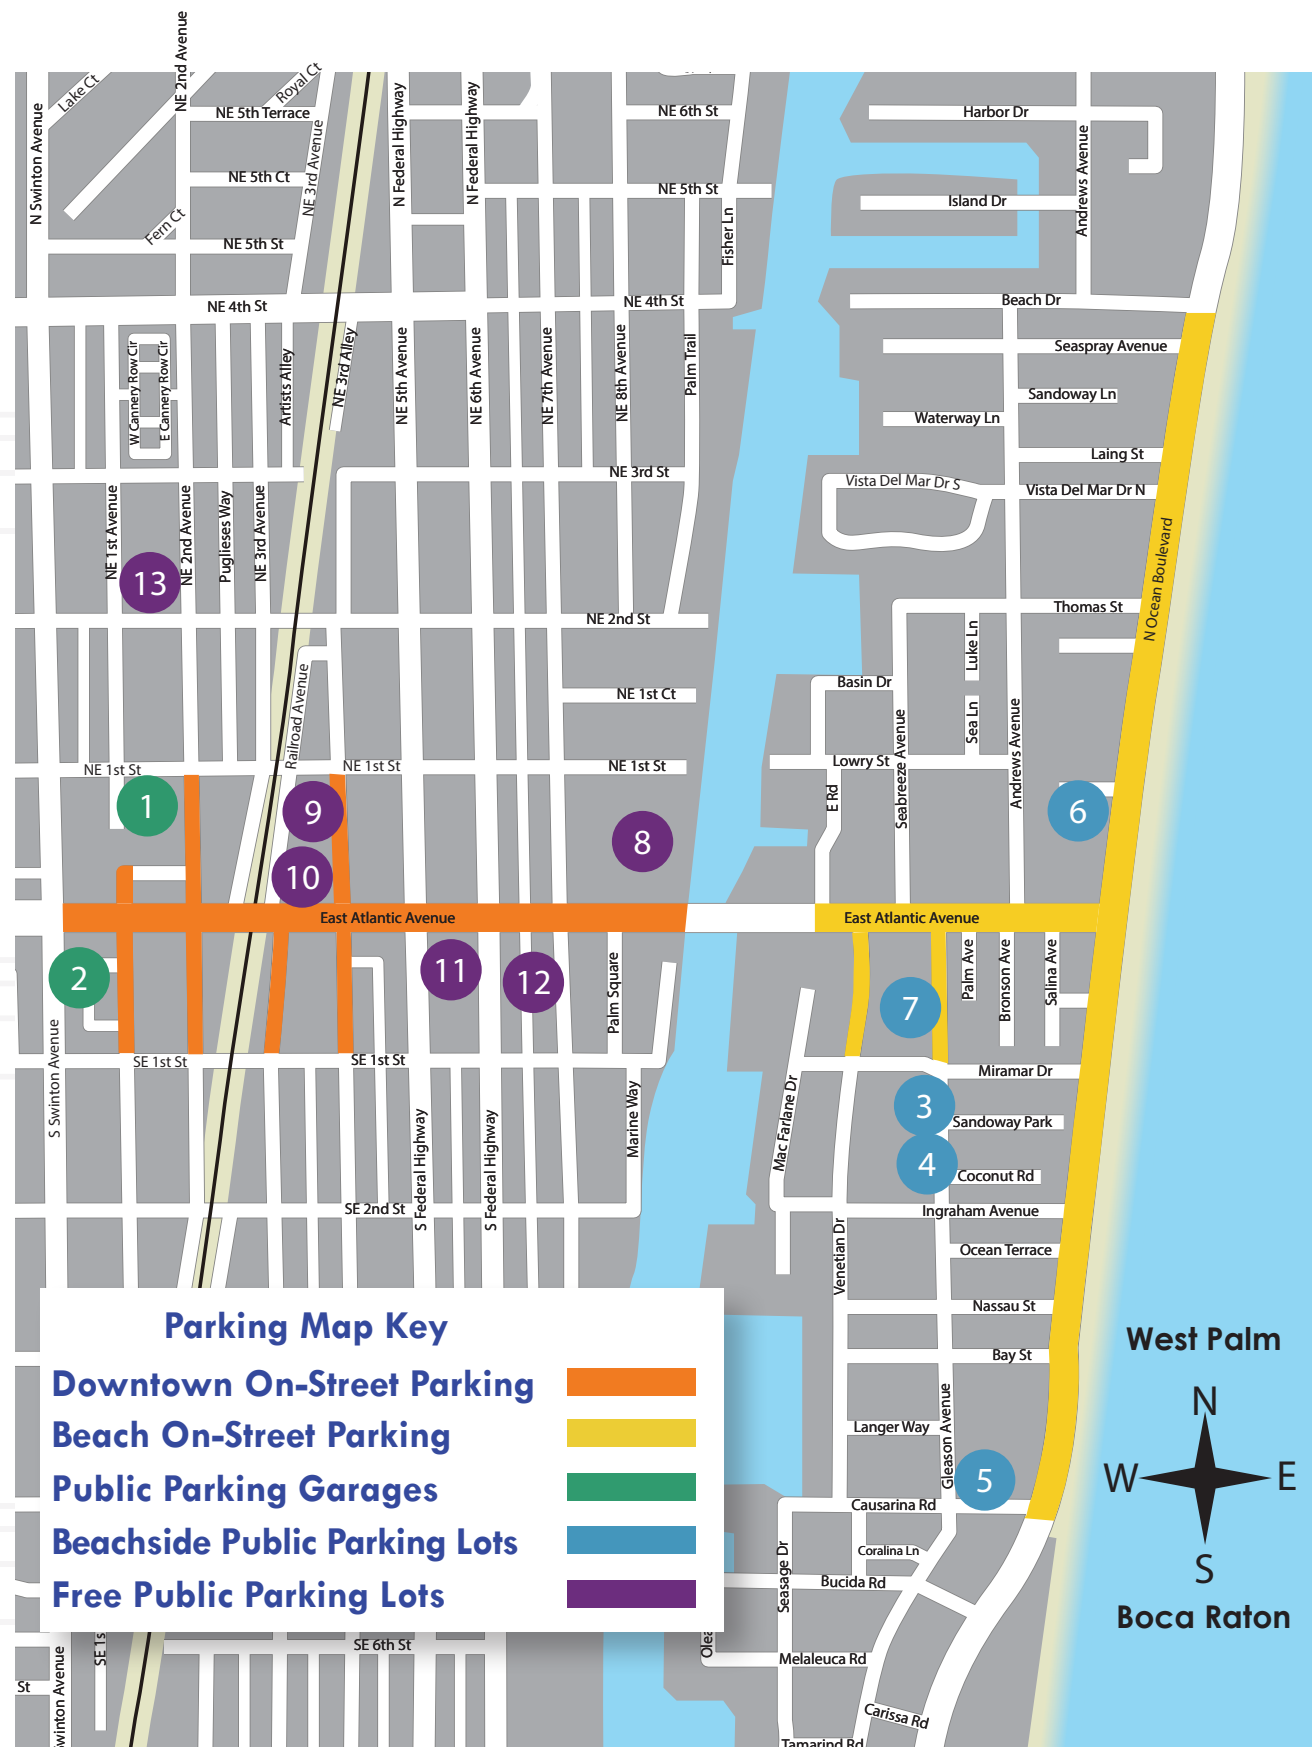 Lake Ct
NE 2nd Avenue
Royal Ct
N Swinton Avenue
NE 5th Terrace
NE 3rd Avenue
N Federal Highway
N Federal Highway
NE 6th St
Harbor Dr
Andrews Avenue
NE 5th Ct
NE 5th St
Island Dr
Fern Ct
NE 5th St
Fisher Ln
NE 4th St
NE 4th St
Beach Dr
W Cannery Row Cir
E Cannery Row Cir
Artists Alley
NE 3rd Alley
NE 5th Avenue
NE 6th Avenue
NE 7th Avenue
NE 8th Avenue
Palm Trail
Seaspray Avenue
Sandoway Ln
Waterway Ln
Laing St
NE 3rd St
Vista Del Mar Dr S
Vista Del Mar Dr N
NE 1st Avenue
NE 2nd Avenue
Puglieses Way
NE 3rd Avenue
N Ocean Boulevard
13
NE 2nd St
Thomas St
Luke Ln
Railroad Avenue
NE 1st Ct
Basin Dr
Sea Ln
Seabreeze Avenue
Andrews Avenue
NE 1st St
NE 1st St
NE 1st St
Lowry St
E Rd
1
9
8
6
10
East Atlantic Avenue
East Atlantic Avenue
2
11
12
Palm Square
7
Palm Ave
Bronson Ave
Salina Ave
S Swinton Avenue
SE 1st St
SE 1st St
Miramar Dr
Mac Farlane Dr
3
Sandoway Park
Marine Way
S Federal Highway
S Federal Highway
4
Coconut Rd
SE 2nd St
Ingraham Avenue
Venetian Dr
Ocean Terrace
Nassau St
Bay St
Parking Map Key
Downtown On-Street Parking
Beach On-Street Parking
Public Parking Garages
Beachside Public Parking Lots
Free Public Parking Lots
West Palm
N
W
E
S
Boca Raton
Langer Way
Gleason Avenue
5
Causarina Rd
Seasage Dr
Coralina Ln
Bucida Rd
SE 1s
SE 6th St
Olea
Melaleuca Rd
St
winton Avenue
Carissa Rd
Tamarind Rd